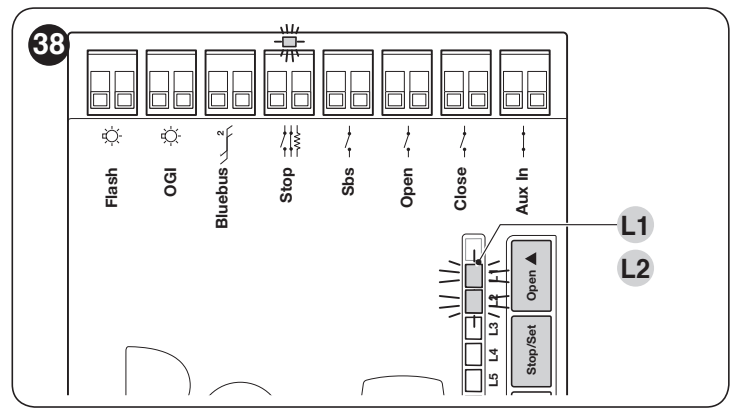 38
Flash
OGI
Bluebus
2
Stop
Sbs
Open
Close
Aux In
L1
L2
L1
L2
L3
L4
L5
Open ▲
Stop/Set